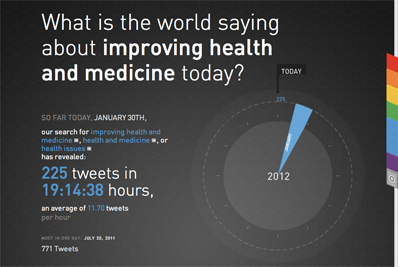 What is the world saying
about improving health
and medicine today?
TODAY
225
SO FAR TODAY, JANUARY 30TH,
our search for improving health and
medicine, health and medicine, or
health issues
has revealed:
225 tweets in
19:14:38 hours,
an average of 11.70 tweets
per hour
JANUARY
2012
MOST IN ONE DAY: JULY 20, 2011
771 Tweets